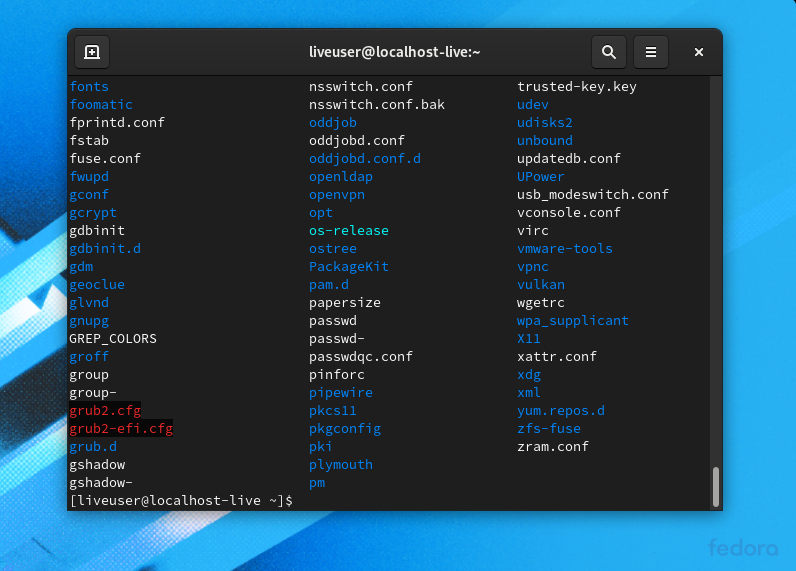 liveuser@localhost-live:~
fonts nsswitch.conf trusted-key.key
foomatic nsswitch.conf.bak udev
fprintd.conf oddjob udisks2
fstab oddjobd.conf unbound
fuse.conf oddjobd.conf.d updatedb.conf
fwupd openldap UPower
gconf openvpn usb_modeswitch.conf
gcrypt opt vconsole.conf
gdbinit os-release virc
gdbinit.d ostree vmware-tools
gdm PackageKit vpnc
geoclue pam.d vulkan
glvnd papersize wgetrc
gnupg passwd wpa_supplicant
GREP_COLORS passwd- X11
groff passwdqc.conf xattr.conf
group pinforc xdg
group- pipewire xml
grub2.cfg pkcs11 yum.repos.d
grub2-efi.cfg pkgconfig zfs-fuse
grub.d pki zram.conf
gshadow plymouth
gshadow- pm
[liveuser@localhost-live ~]$
fedora